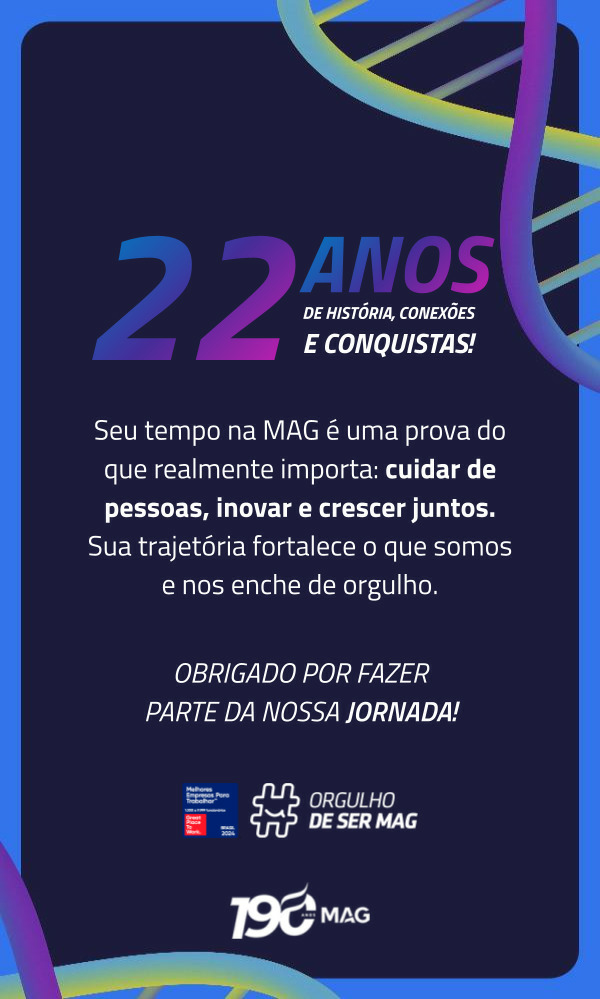 22 ANOS
DE HISTÓRIA, CONEXÕES
E CONQUISTAS!
Seu tempo na MAG é uma prova do
que realmente importa: cuidar de
pessoas, inovar e crescer juntos.
Sua trajetória fortalece o que somos
e nos enche de orgulho.
OBRIGADO POR FAZER
PARTE DA NOSSA JORNADA!
Melhores
Empresas Para
Trabalhar™
Great
Place
To
Work.
BRASIL
2024
ORGULHO
DE SER MAG
190 ANOS MAG